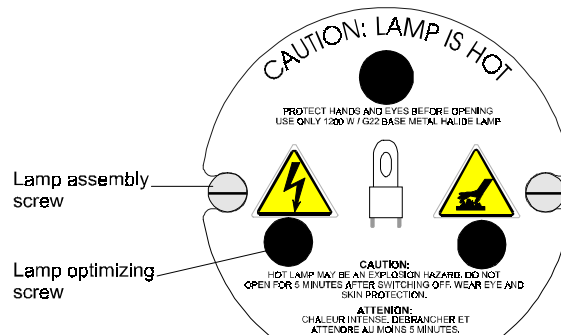 CAUTION: LAMP IS HOT
PROTECT HANDS AND EYES BEFORE OPENING
USE ONLY 1200 W / G22 BASE METAL HALIDE LAMP
Lamp assembly
screw
Lamp optimizing
screw
CAUTION:
HOT LAMP MAY BE AN EXPLOSION HAZARD. DO NOT
OPEN FOR 5 MINUTES AFTER SWITCHING OFF. WEAR EYE AND
SKIN PROTECTION.
ATTENION:
CHALEUR INTENSE. DEBRANCHER ET
ATTENDRE AU MOINS 5 MINUTES.